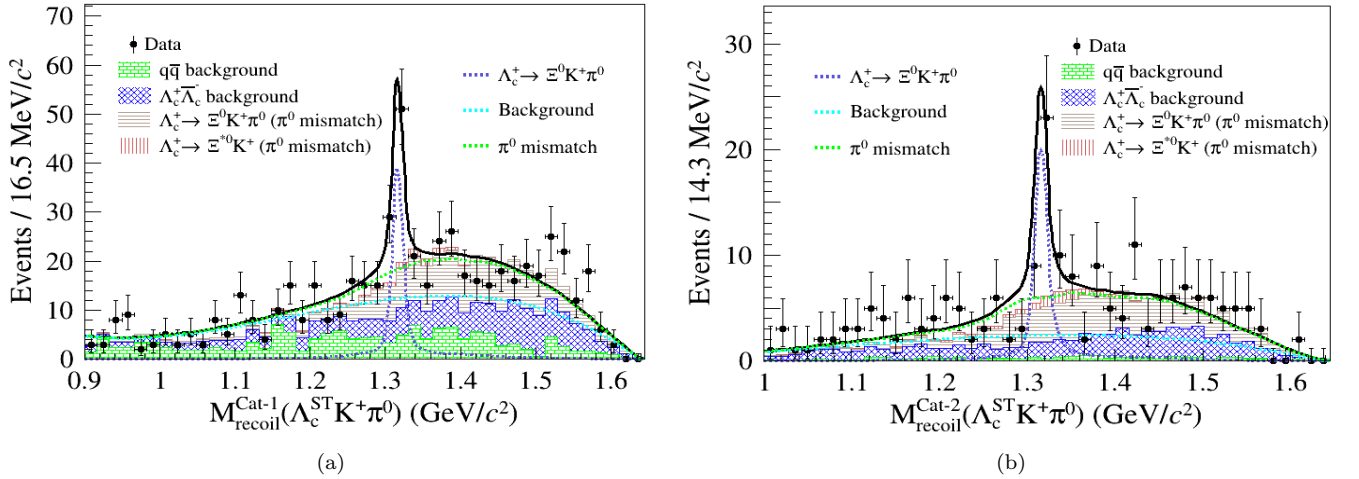 Events / 16.5 MeV/c²
70
60
50
40
30
20
10
0
Data
qq̅ background
Λc⁺Λ̅c⁻ background
Λc⁺→ Ξ⁰K⁺π⁰ (π⁰ mismatch)
Λc⁺→ Ξ*⁰K⁺ (π⁰ mismatch)
Λc⁺→ Ξ⁰K⁺π⁰
Background
π⁰ mismatch
0.9 1 1.1 1.2 1.3 1.4 1.5 1.6
M_recoil^Cat-1(Λc^ST K⁺π⁰) (GeV/c²)
(a)
Events / 14.3 MeV/c²
30
20
10
0
Λc⁺→ Ξ⁰K⁺π⁰
Background
π⁰ mismatch
Data
qq̅ background
Λc⁺Λ̅c⁻ background
Λc⁺→ Ξ⁰K⁺π⁰ (π⁰ mismatch)
Λc⁺→ Ξ*⁰K⁺ (π⁰ mismatch)
1 1.1 1.2 1.3 1.4 1.5 1.6
M_recoil^Cat-2(Λc^ST K⁺π⁰) (GeV/c²)
(b)